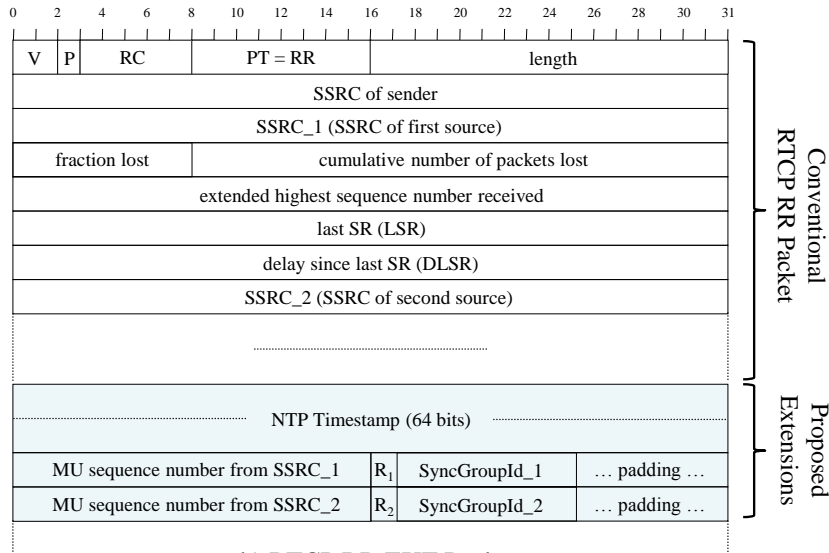 0 2 4 6 8 10 12 14 16 18 20 22 24 26 28 30 31
V P RC PT = RR length
SSRC of sender
SSRC_1 (SSRC of first source)
fraction lost cumulative number of packets lost
extended highest sequence number received
last SR (LSR)
delay since last SR (DLSR)
SSRC_2 (SSRC of second source)
Conventional
RTCP RR Packet
NTP Timestamp (64 bits)
MU sequence number from SSRC_1 R1 SyncGroupId_1 … padding …
MU sequence number from SSRC_2 R2 SyncGroupId_2 … padding …
Proposed
Extensions